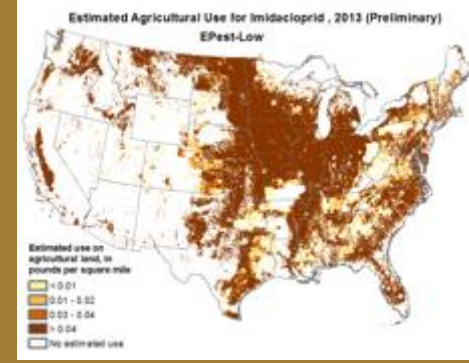 Estimated Agricultural Use for Imidacloprid , 2013 (Preliminary)
EPest-Low
Estimated use on
agricultural land, in
pounds per square mile
< 0.01
0.01 - 0.02
0.03 - 0.04
> 0.04
No estimated use